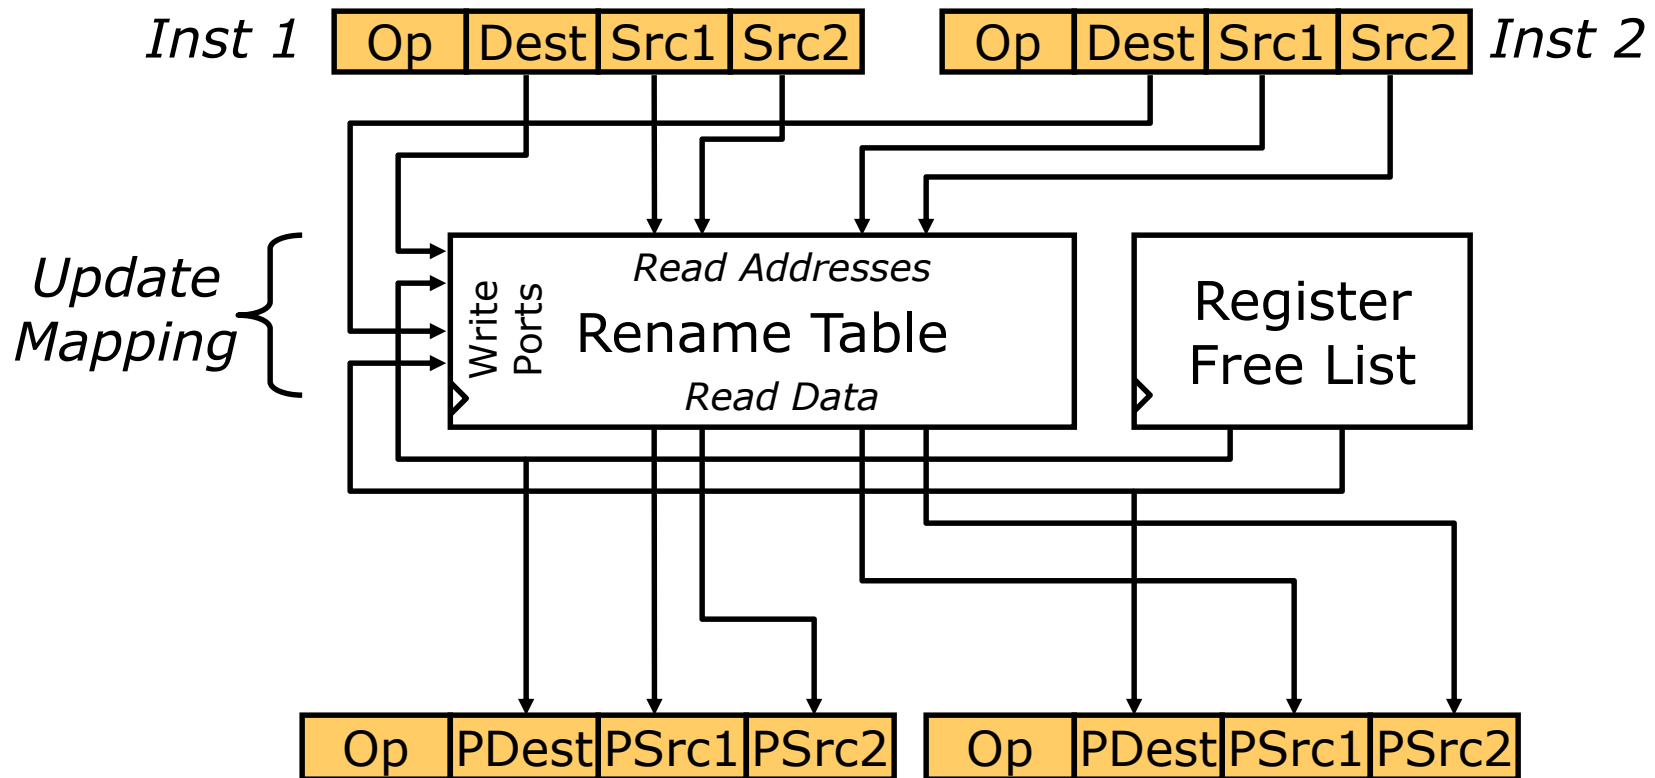 Inst 1
Op Dest Src1 Src2
Op Dest Src1 Src2
Inst 2
Update
Mapping
Write
Ports
Read Addresses
Rename Table
Read Data
Register
Free List
Op PDest PSrc1 PSrc2
Op PDest PSrc1 PSrc2